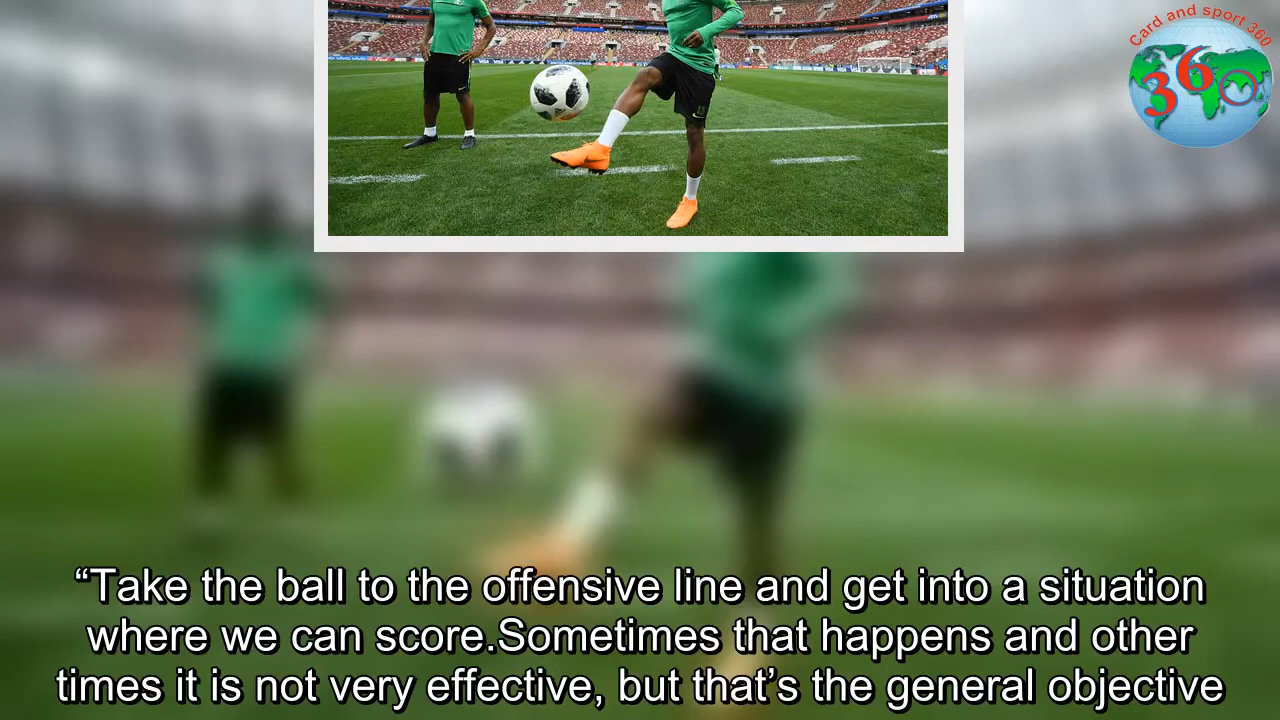 Card and sport 360
360
“Take the ball to the offensive line and get into a situation
where we can score.Sometimes that happens and other
times it is not very effective, but that’s the general objective